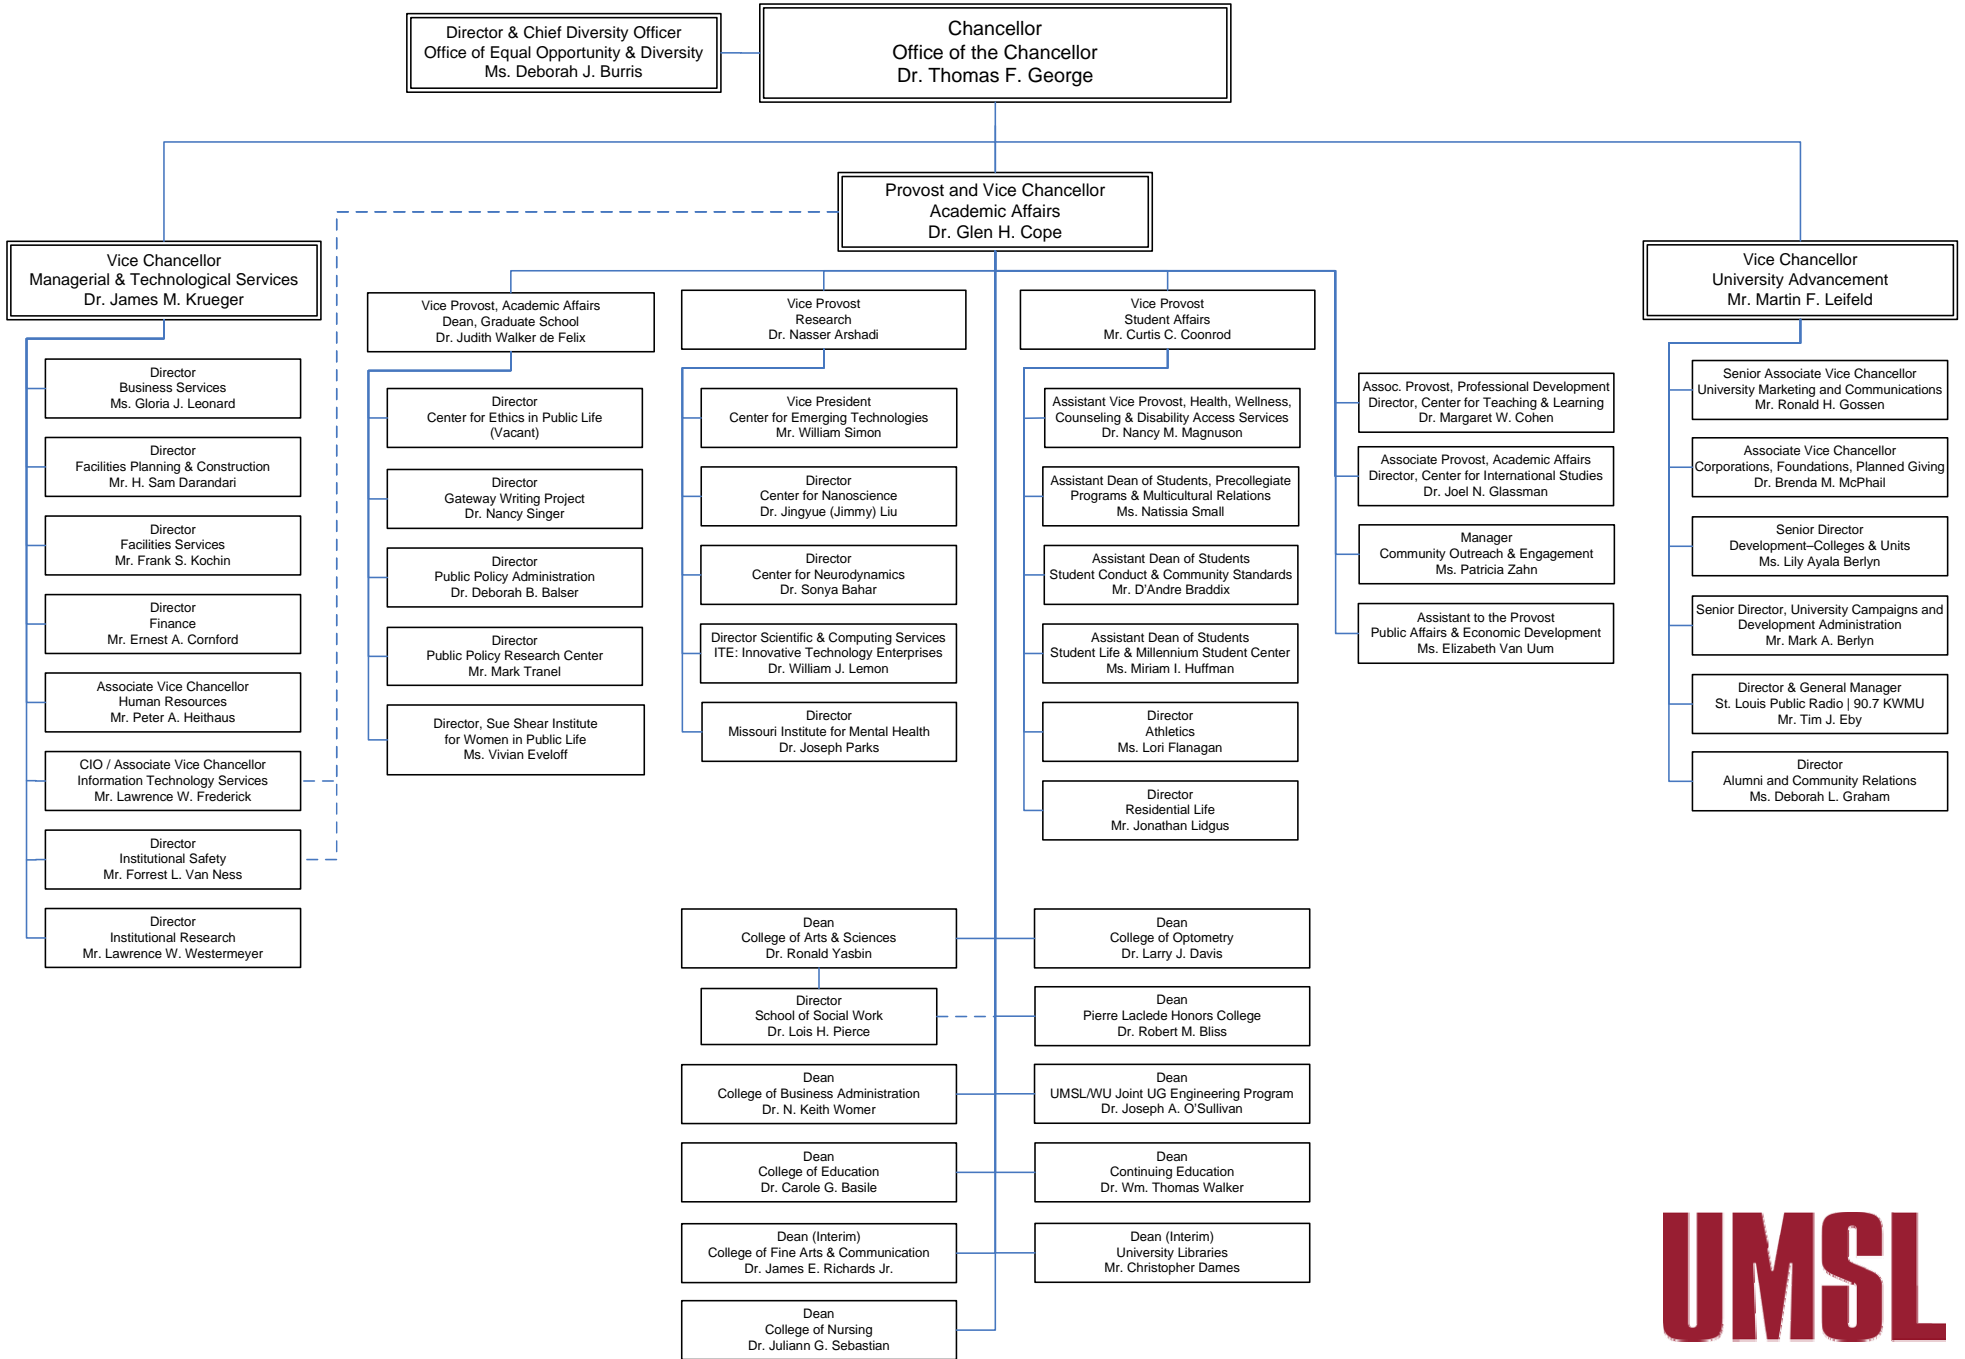 Director & Chief Diversity Officer
Office of Equal Opportunity & Diversity
Ms. Deborah J. Burris
Chancellor
Office of the Chancellor
Dr. Thomas F. George
Provost and Vice Chancellor
Academic Affairs
Dr. Glen H. Cope
Vice Chancellor
Managerial & Technological Services
Dr. James M. Krueger
Vice Chancellor
University Advancement
Mr. Martin F. Leifeld
Director
Business Services
Ms. Gloria J. Leonard
Director
Facilities Planning & Construction
Mr. H. Sam Darandari
Director
Facilities Services
Mr. Frank S. Kochin
Director
Finance
Mr. Ernest A. Cornford
Associate Vice Chancellor
Human Resources
Mr. Peter A. Heithaus
CIO / Associate Vice Chancellor
Information Technology Services
Mr. Lawrence W. Frederick
Director
Institutional Safety
Mr. Forrest L. Van Ness
Director
Institutional Research
Mr. Lawrence W. Westermeyer
Vice Provost, Academic Affairs
Dean, Graduate School
Dr. Judith Walker de Felix
Director
Center for Ethics in Public Life
(Vacant)
Director
Gateway Writing Project
Dr. Nancy Singer
Director
Public Policy Administration
Dr. Deborah B. Balser
Director
Public Policy Research Center
Mr. Mark Tranel
Director, Sue Shear Institute
for Women in Public Life
Ms. Vivian Eveloff
Vice Provost
Research
Dr. Nasser Arshadi
Vice President
Center for Emerging Technologies
Mr. William Simon
Director
Center for Nanoscience
Dr. Jingyue (Jimmy) Liu
Director
Center for Neurodynamics
Dr. Sonya Bahar
Director Scientific & Computing Services
ITE: Innovative Technology Enterprises
Dr. William J. Lemon
Director
Missouri Institute for Mental Health
Dr. Joseph Parks
Vice Provost
Student Affairs
Mr. Curtis C. Coonrod
Assistant Vice Provost, Health, Wellness,
Counseling & Disability Access Services
Dr. Nancy M. Magnuson
Assistant Dean of Students, Precollegiate
Programs & Multicultural Relations
Ms. Natissia Small
Assistant Dean of Students
Student Conduct & Community Standards
Mr. D'Andre Braddix
Assistant Dean of Students
Student Life & Millennium Student Center
Ms. Miriam I. Huffman
Director
Athletics
Ms. Lori Flanagan
Director
Residential Life
Mr. Jonathan Lidgus
Assoc. Provost, Professional Development
Director, Center for Teaching & Learning
Dr. Margaret W. Cohen
Associate Provost, Academic Affairs
Director, Center for International Studies
Dr. Joel N. Glassman
Manager
Community Outreach & Engagement
Ms. Patricia Zahn
Assistant to the Provost
Public Affairs & Economic Development
Ms. Elizabeth Van Uum
Senior Associate Vice Chancellor
University Marketing and Communications
Mr. Ronald H. Gossen
Associate Vice Chancellor
Corporations, Foundations, Planned Giving
Dr. Brenda M. McPhail
Senior Director
Development–Colleges & Units
Ms. Lily Ayala Berlyn
Senior Director, University Campaigns and
Development Administration
Mr. Mark A. Berlyn
Director & General Manager
St. Louis Public Radio | 90.7 KWMU
Mr. Tim J. Eby
Director
Alumni and Community Relations
Ms. Deborah L. Graham
Dean
College of Arts & Sciences
Dr. Ronald Yasbin
Dean
College of Optometry
Dr. Larry J. Davis
Director
School of Social Work
Dr. Lois H. Pierce
Dean
Pierre Laclede Honors College
Dr. Robert M. Bliss
Dean
College of Business Administration
Dr. N. Keith Womer
Dean
UMSL/WU Joint UG Engineering Program
Dr. Joseph A. O'Sullivan
Dean
College of Education
Dr. Carole G. Basile
Dean
Continuing Education
Dr. Wm. Thomas Walker
Dean (Interim)
College of Fine Arts & Communication
Dr. James E. Richards Jr.
Dean (Interim)
University Libraries
Mr. Christopher Dames
Dean
College of Nursing
Dr. Juliann G. Sebastian
UMSL